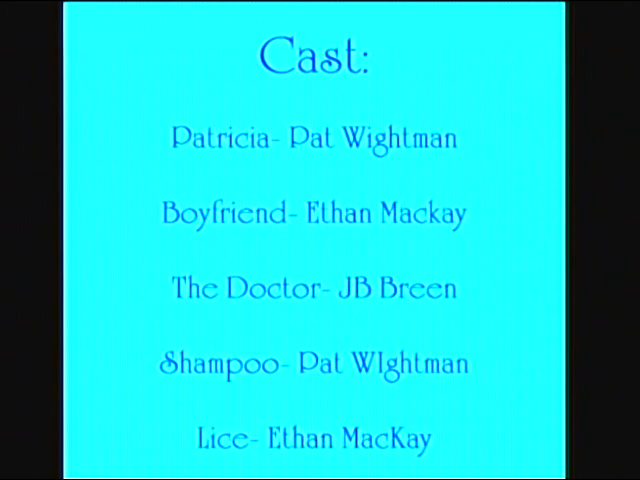 Cast:
Patricia- Pat Wightman
Boyfriend- Ethan Mackay
The Doctor- JB Breen
Shampoo- Pat WIghtman
Lice- Ethan MacKay